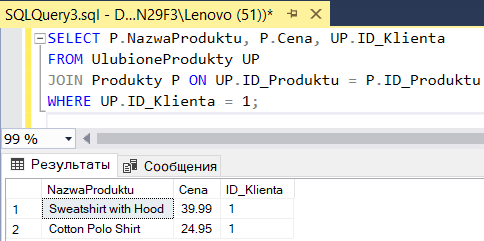 SQLQuery3.sql - D...N29F3\Lenovo (51))*
SELECT P.NazwaProduktu, P.Cena, UP.ID_Klienta
FROM UlubioneProdukty UP
JOIN Produkty P ON UP.ID_Produktu = P.ID_Produktu
WHERE UP.ID_Klienta = 1;
99 %
Результаты Сообщения
NazwaProduktu Cena ID_Klienta
1 Sweatshirt with Hood 39.99 1
2 Cotton Polo Shirt 24.95 1